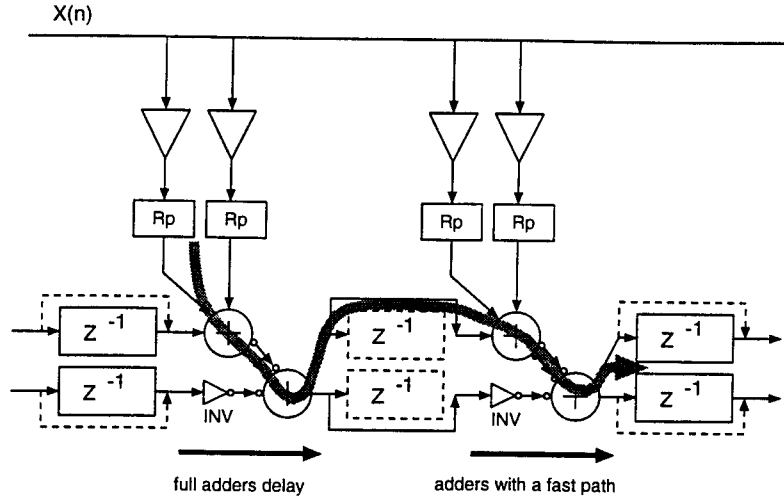 X(n)
Rp Rp Rp Rp
Z -1 + Z -1 + Z -1
Z -1 INV + Z -1 INV + Z -1
full adders delay adders with a fast path